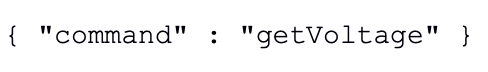 { "command" : "getVoltage" }